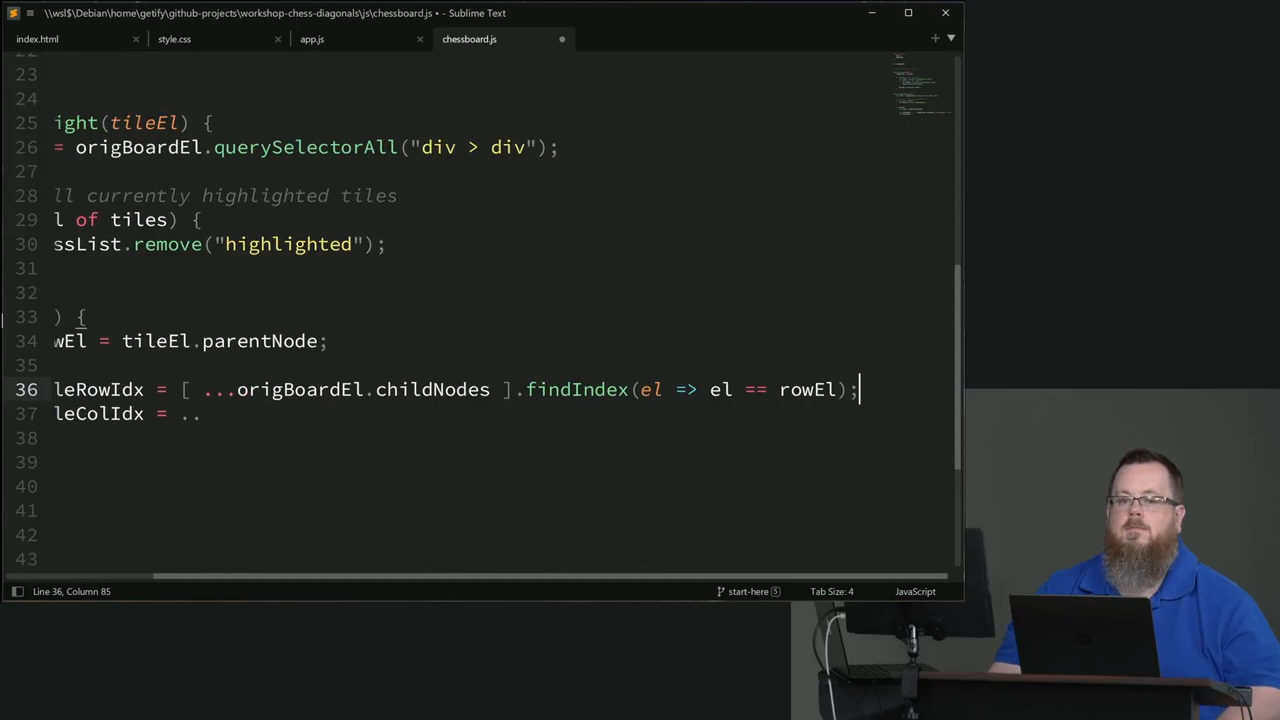 \\wsl$\Debian\home\getify\github-projects\workshop-chess-diagonals\js\chessboard.js • - Sublime Text
index.html
style.css
app.js
chessboard.js
23
24
25 ight(tileEl) {
26 = origBoardEl.querySelectorAll("div > div");
27
28 ll currently highlighted tiles
29 l of tiles) {
30 ssList.remove("highlighted");
31
32
33 ) {
34 wEl = tileEl.parentNode;
35
36 leRowIdx = [ ...origBoardEl.childNodes ].findIndex(el => el == rowEl);
37 leColIdx = ..
38
39
40
41
42
43
Line 36, Column 85
start-here 5
Tab Size: 4
JavaScript